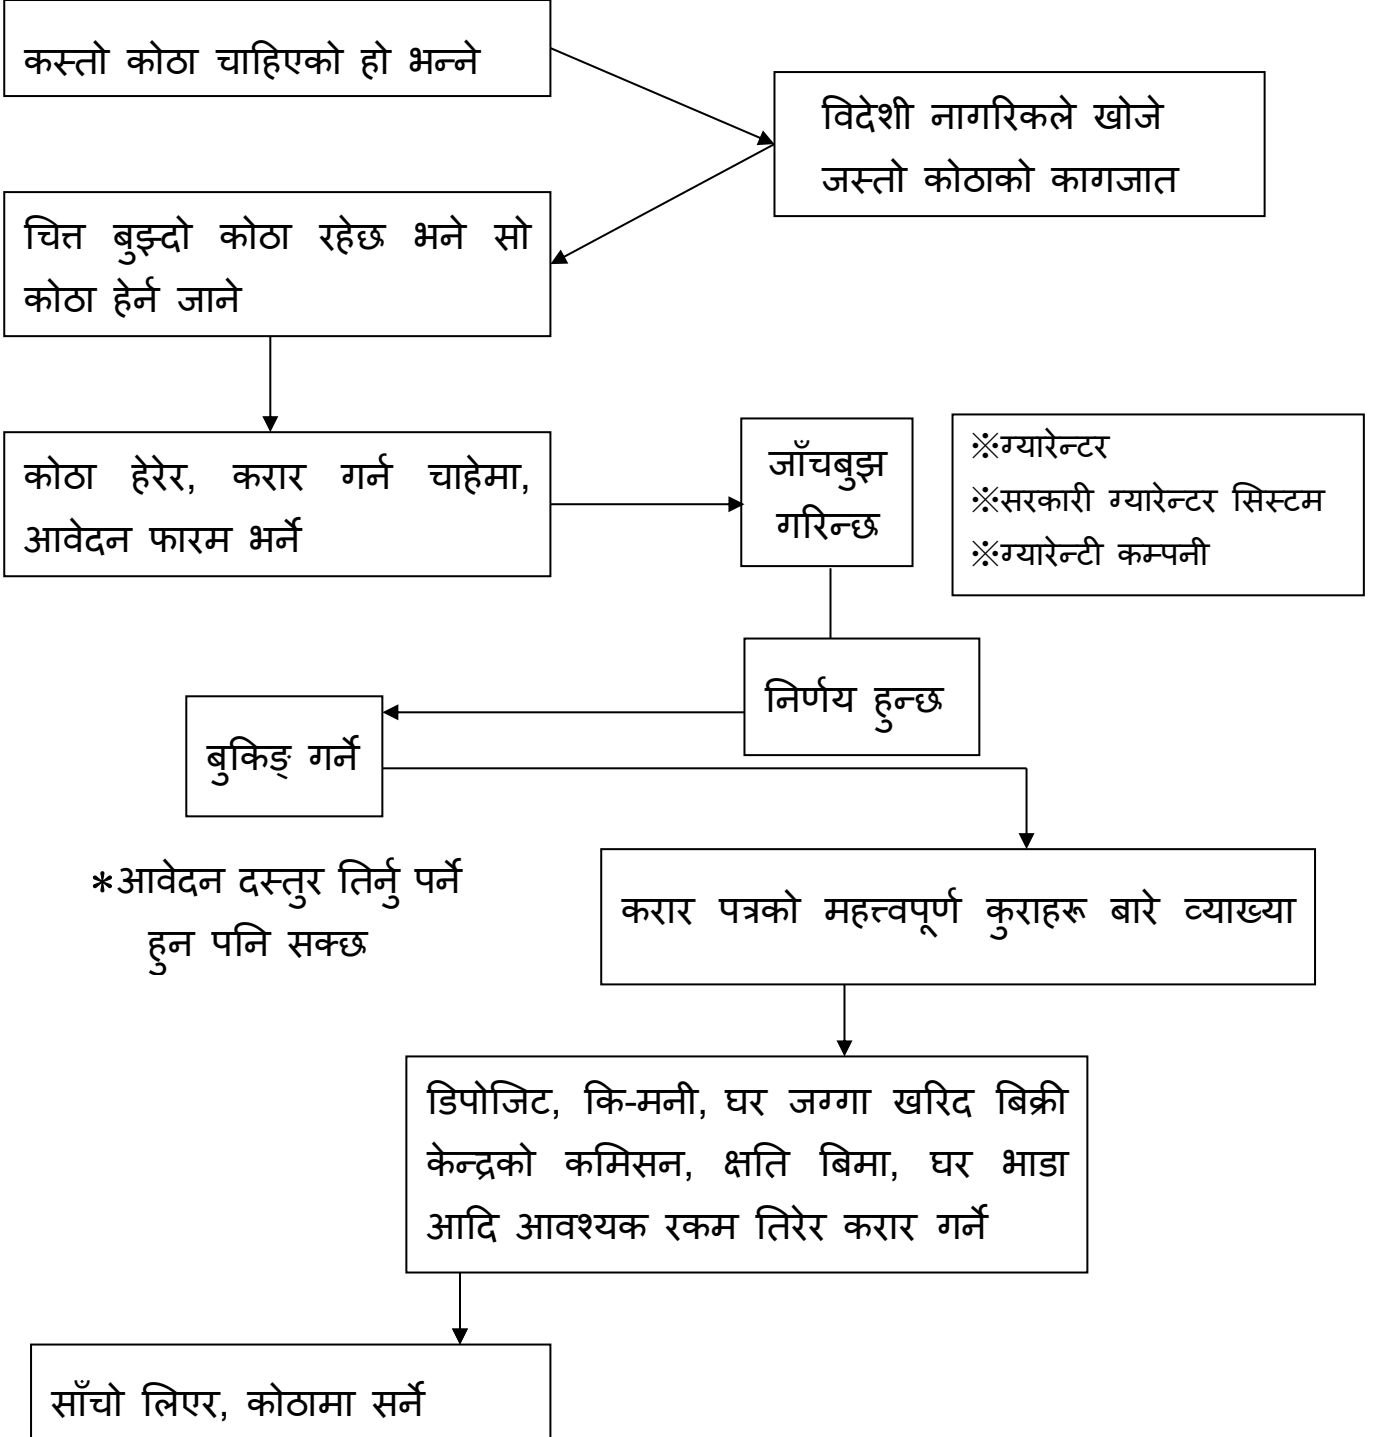 कस्तो कोठा चाहिएको हो भन्ने
विदेशी नागरिकले खोजे
जस्तो कोठाको कागजात
चित्त बुझ्दो कोठा रहेछ भने सो
कोठा हेर्न जाने
कोठा हेरेर, करार गर्न चाहेमा,
आवेदन फारम भर्ने
जाँचबुझ
गरिन्छ
※ग्यारेन्टर
※सरकारी ग्यारेन्टर सिस्टम
※ग्यारेन्टी कम्पनी
निर्णय हुन्छ
बुकिङ् गर्ने
*आवेदन दस्तुर तिर्नु पर्ने
हुन पनि सक्छ
करार पत्रको महत्त्वपूर्ण कुराहरू बारे व्याख्या
डिपोजिट, कि-मनी, घर जग्गा खरिद बिक्री
केन्द्रको कमिसन, क्षति बिमा, घर भाडा
आदि आवश्यक रकम तिरेर करार गर्ने
साँचो लिएर, कोठामा सर्ने